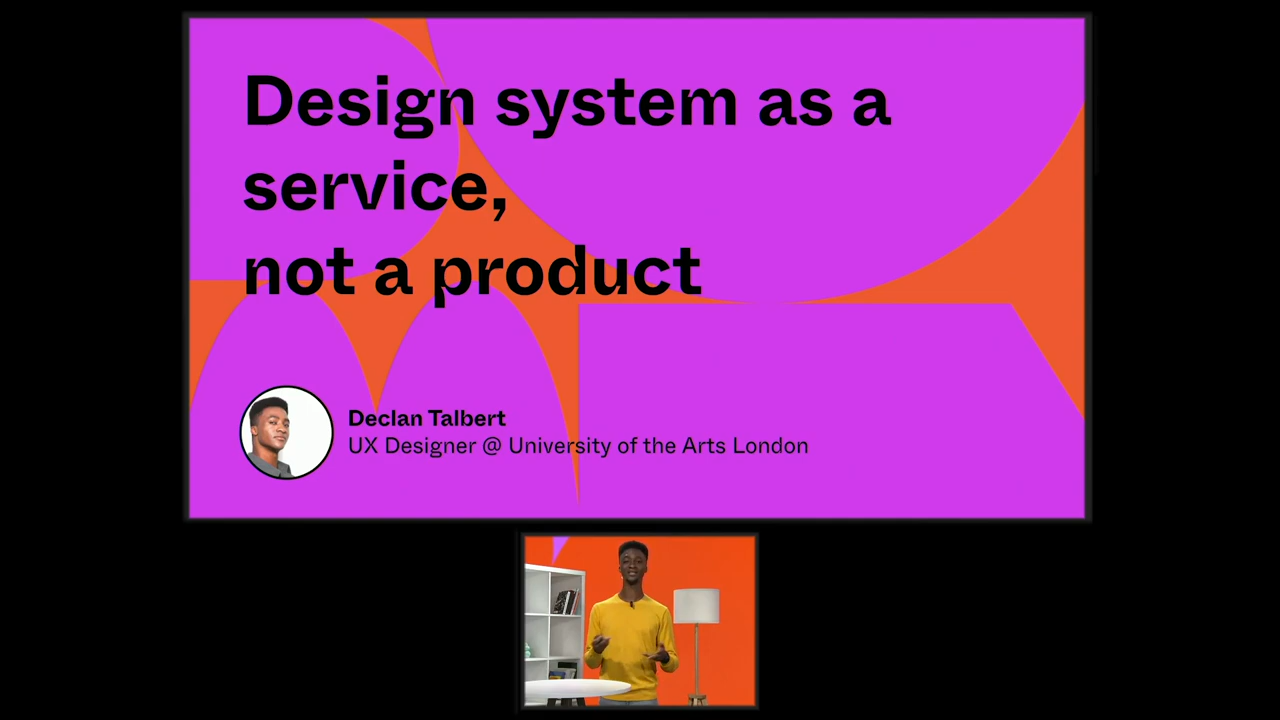 Design system as a
service,
not a product
Declan Talbert
UX Designer @ University of the Arts London